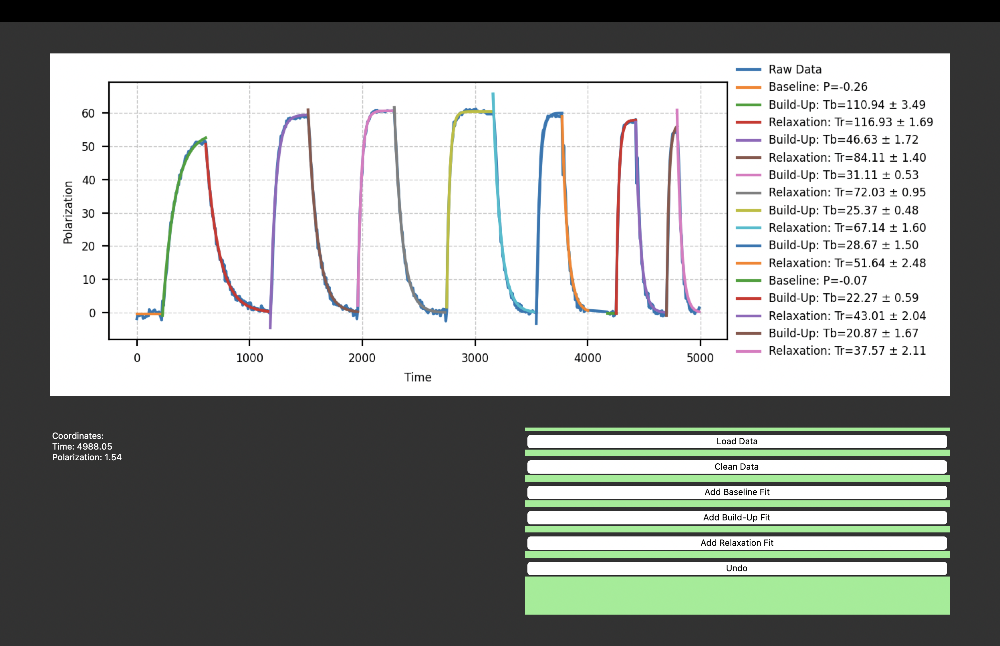 Raw Data
Baseline: P=-0.26
Build-Up: Tb=110.94 ± 3.49
Relaxation: Tr=116.93 ± 1.69
Build-Up: Tb=46.63 ± 1.72
Relaxation: Tr=84.11 ± 1.40
Build-Up: Tb=31.11 ± 0.53
Relaxation: Tr=72.03 ± 0.95
Build-Up: Tb=25.37 ± 0.48
Relaxation: Tr=67.14 ± 1.60
Build-Up: Tb=28.67 ± 1.50
Relaxation: Tr=51.64 ± 2.48
Baseline: P=-0.07
Build-Up: Tb=22.27 ± 0.59
Relaxation: Tr=43.01 ± 2.04
Build-Up: Tb=20.87 ± 1.67
Relaxation: Tr=37.57 ± 2.11
Polarization
60
50
40
30
20
10
0
0 1000 2000 3000 4000 5000
Time
Coordinates:
Time: 4988.05
Polarization: 1.54
Load Data
Clean Data
Add Baseline Fit
Add Build-Up Fit
Add Relaxation Fit
Undo